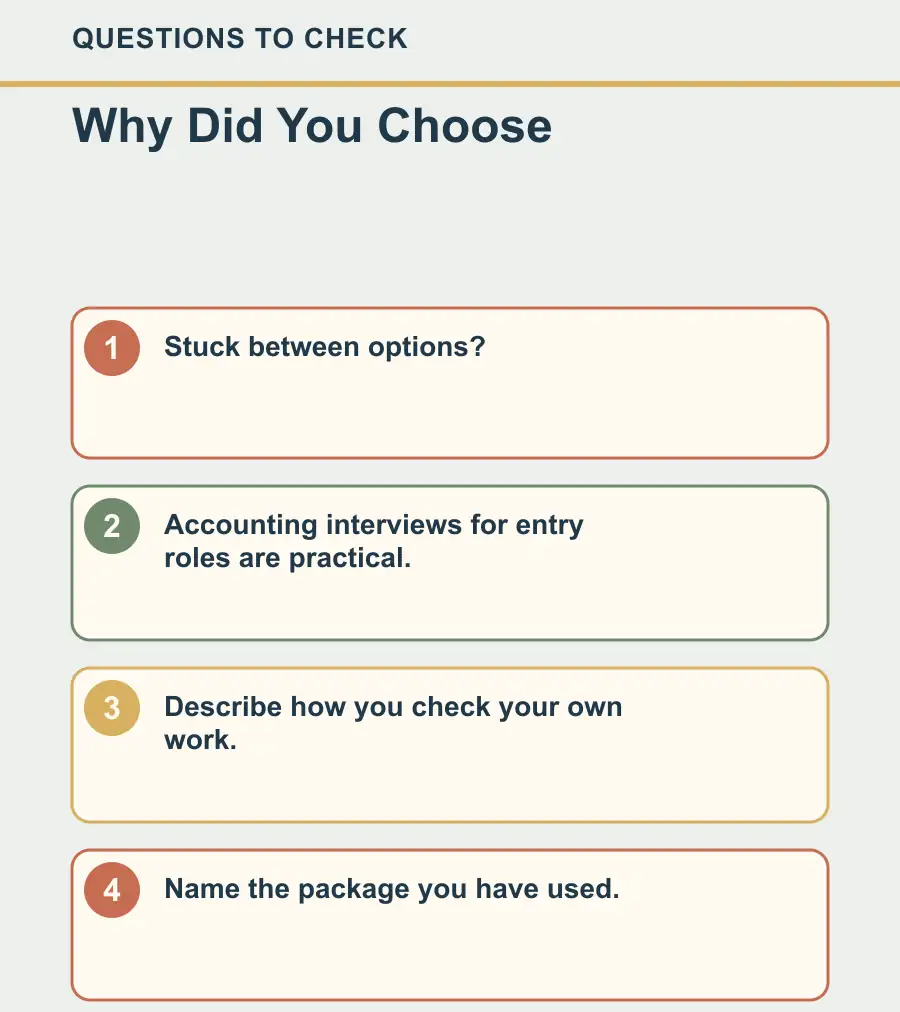 QUESTIONS TO CHECK
Why Did You Choose
1 Stuck between options?
2 Accounting interviews for entry
roles are practical.
3 Describe how you check your own
work.
4 Name the package you have used.